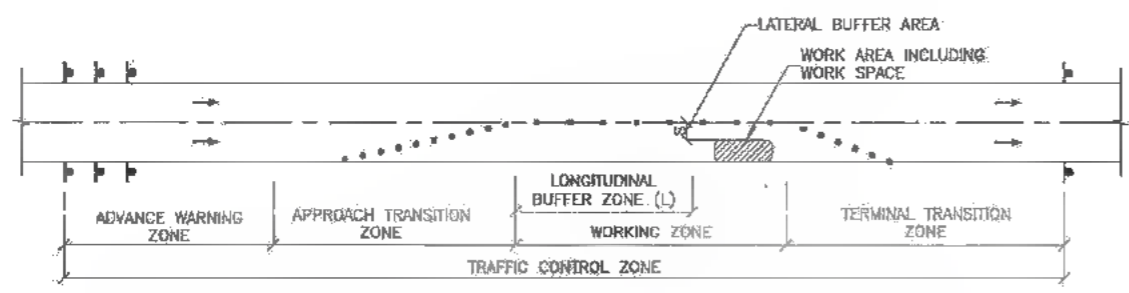 LATERAL BUFFER AREA
WORK AREA INCLUDING
WORK SPACE
S
LONGITUDINAL
BUFFER ZONE (L)
ADVANCE WARNING
ZONE
APPROACH TRANSITION
ZONE
WORKING ZONE
TERMINAL TRANSITION
ZONE
TRAFFIC CONTROL ZONE